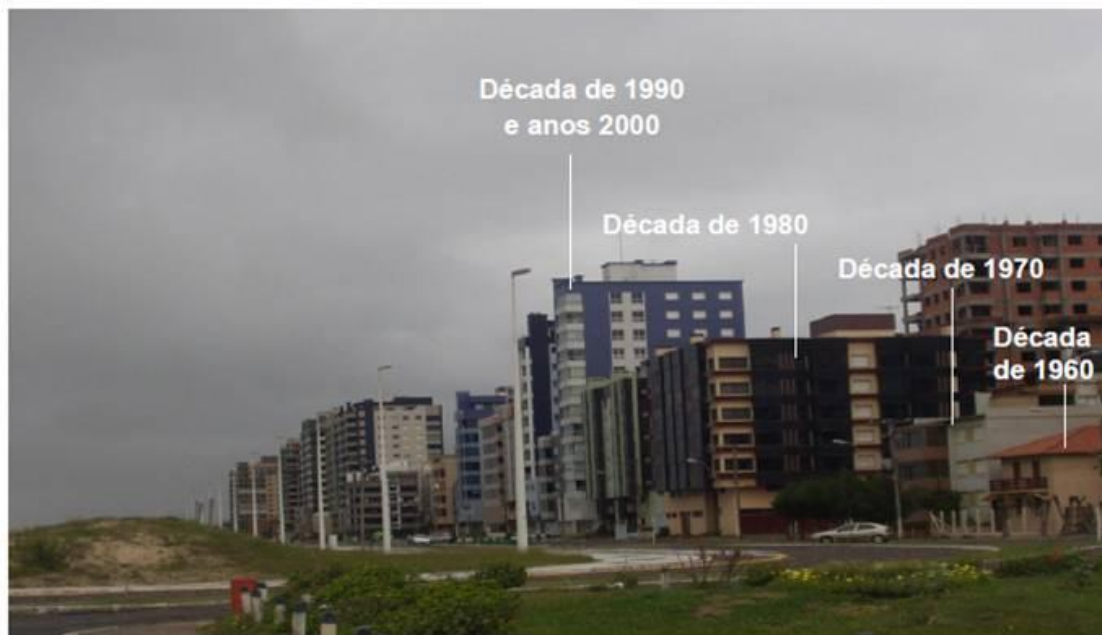 Década de 1990
e anos 2000
Década de 1980
Década de 1970
Década
de 1960